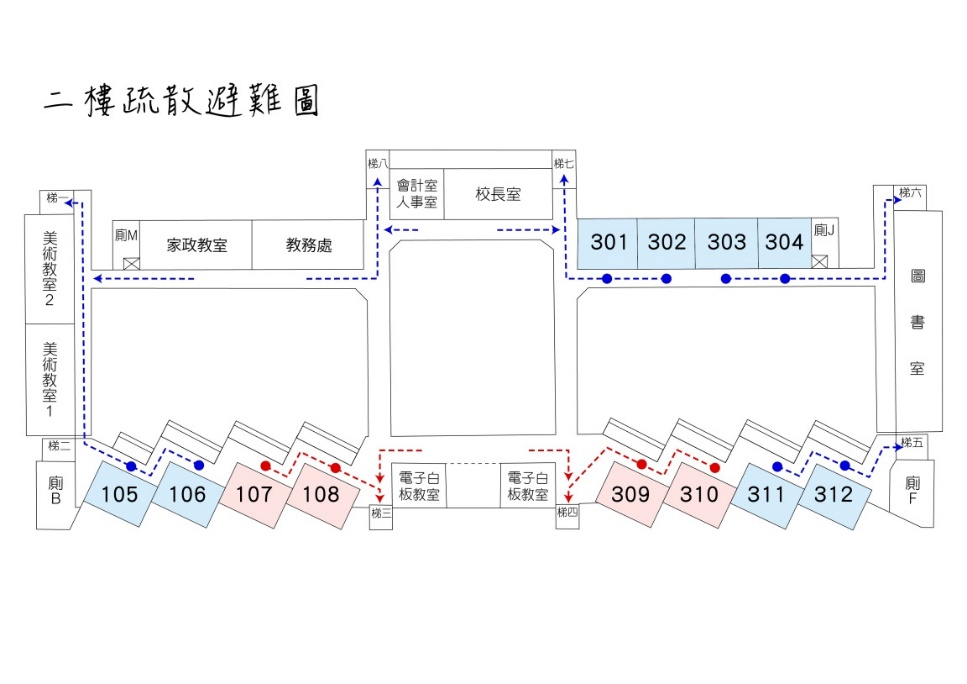 二樓疏散避難圖
梯八
會計室
人事室
校長室
梯七
梯一
美術教室2
廁M
家政教室
教務處
301
302
303
304
廁J
梯六
圖書室
美術教室1
梯二
廁B
105
106
107
108
梯三
電子白
板教室
電子白
板教室
梯四
309
310
311
312
梯五
廁F